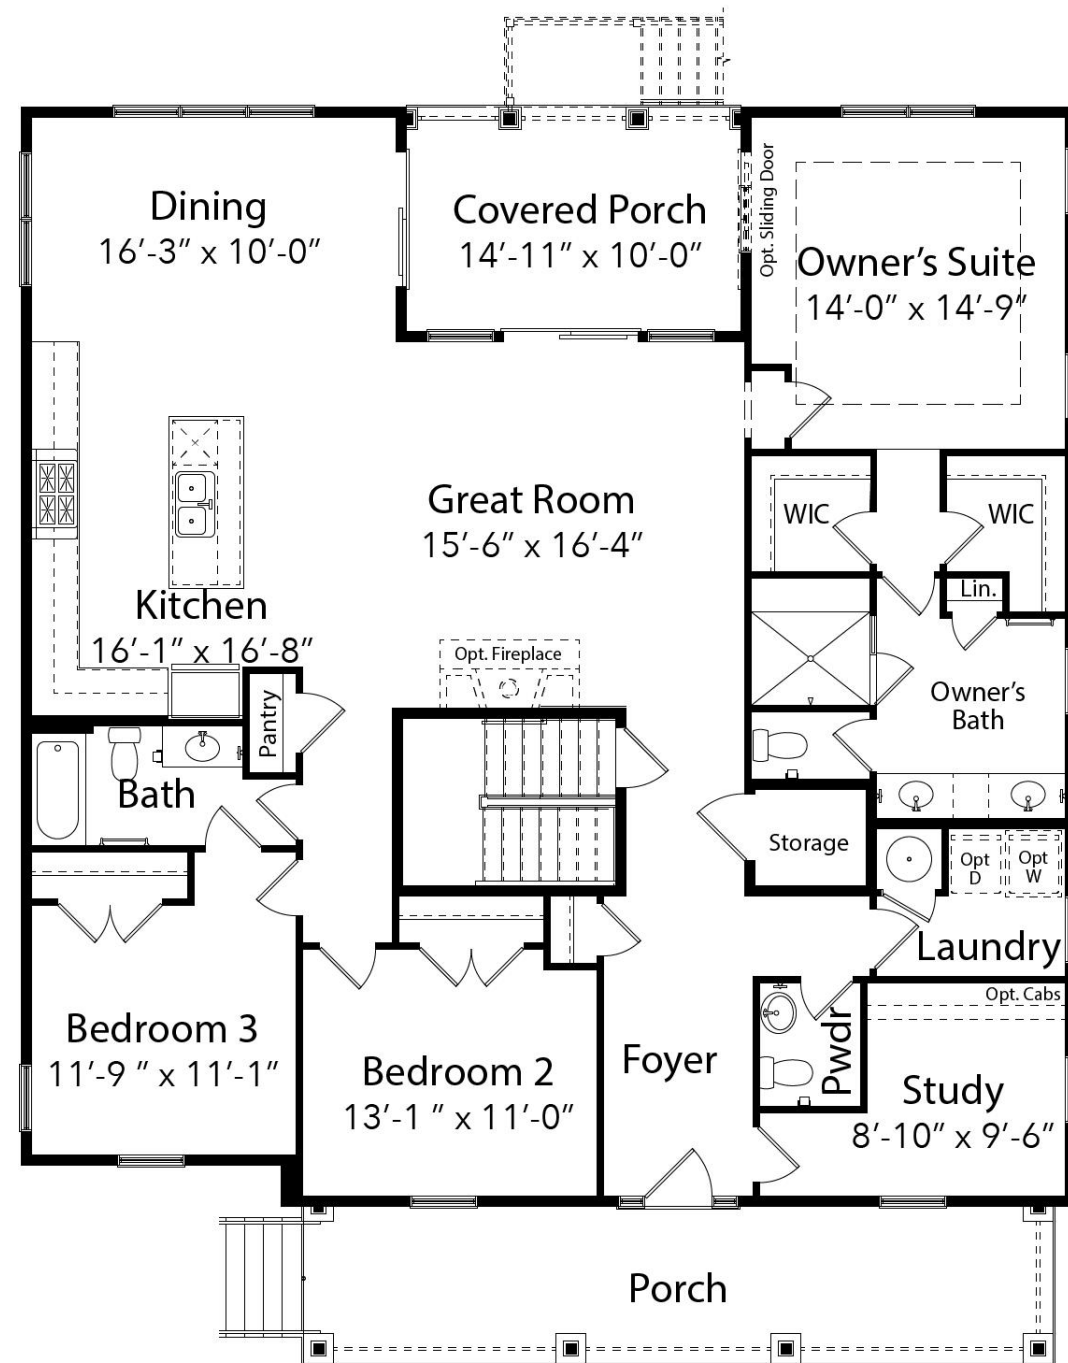 Dining
16'-3" x 10'-0"
Covered Porch
14'-11" x 10'-0"
Opt. Sliding Door
Owner's Suite
14'-0" x 14'-9"
WIC
WIC
Great Room
15'-6" x 16'-4"
Lin.
Kitchen
16'-1" x 16'-8"
Opt. Fireplace
Pantry
Owner's
Bath
Bath
Storage
Opt
D
Opt
W
Laundry
Opt. Cabs
Bedroom 3
11'-9 " x 11'-1"
Bedroom 2
13'-1 " x 11'-0"
Foyer
Pwdr
Study
8'-10" x 9'-6"
Porch